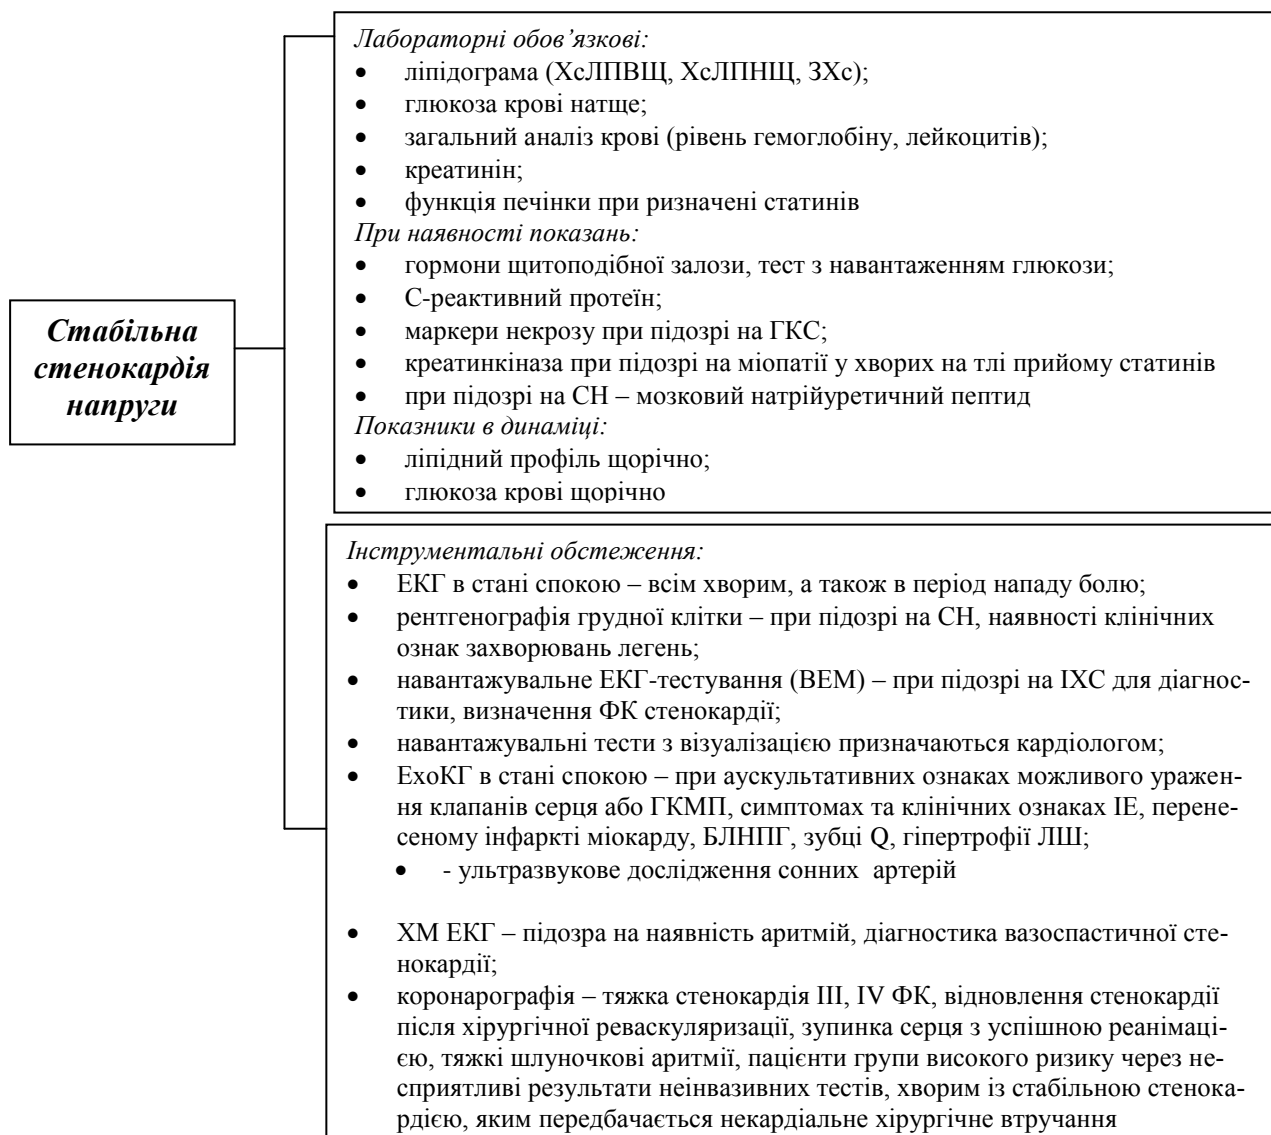 Лабораторні обов’язкові:
• ліпідограма (ХсЛПВЩ, ХсЛПНЩ, ЗХс);
• глюкоза крові натще;
• загальний аналіз крові (рівень гемоглобіну, лейкоцитів);
• креатинін;
• функція печінки при ризначені статинів
При наявності показань:
• гормони щитоподібної залози, тест з навантаженням глюкози;
• С-реактивний протеїн;
• маркери некрозу при підозрі на ГКС;
• креатинкіназа при підозрі на міопатії у хворих на тлі прийому статинів
• при підозрі на СН – мозковий натрійуретичний пептид
Показники в динаміці:
• ліпідний профіль щорічно;
• глюкоза крові щорічно
Стабільна
стенокардія
напруги
Інструментальні обстеження:
• ЕКГ в стані спокою – всім хворим, а також в період нападу болю;
• рентгенографія грудної клітки – при підозрі на СН, наявності клінічних
ознак захворювань легень;
• навантажувальне ЕКГ-тестування (ВЕМ) – при підозрі на ІХС для діагнос-
тики, визначення ФК стенокардії;
• навантажувальні тести з візуалізацією призначаються кардіологом;
• ЕхоКГ в стані спокою – при аускультативних ознаках можливого уражен-
ня клапанів серця або ГКМП, симптомах та клінічних ознаках ІЕ, перене-
сеному інфаркті міокарду, БЛНПГ, зубці Q, гіпертрофії ЛШ;
• - ультразвукове дослідження сонних артерій
• ХМ ЕКГ – підозра на наявність аритмій, діагностика вазоспастичної сте-
нокардії;
• коронарографія – тяжка стенокардія III, IV ФК, відновлення стенокардії
після хірургічної реваскуляризації, зупинка серця з успішною реанімаці-
єю, тяжкі шлуночкові аритмії, пацієнти групи високого ризику через не-
сприятливі результати неінвазивних тестів, хворим із стабільною стенока-
рдією, яким передбачається некардіальне хірургічне втручання